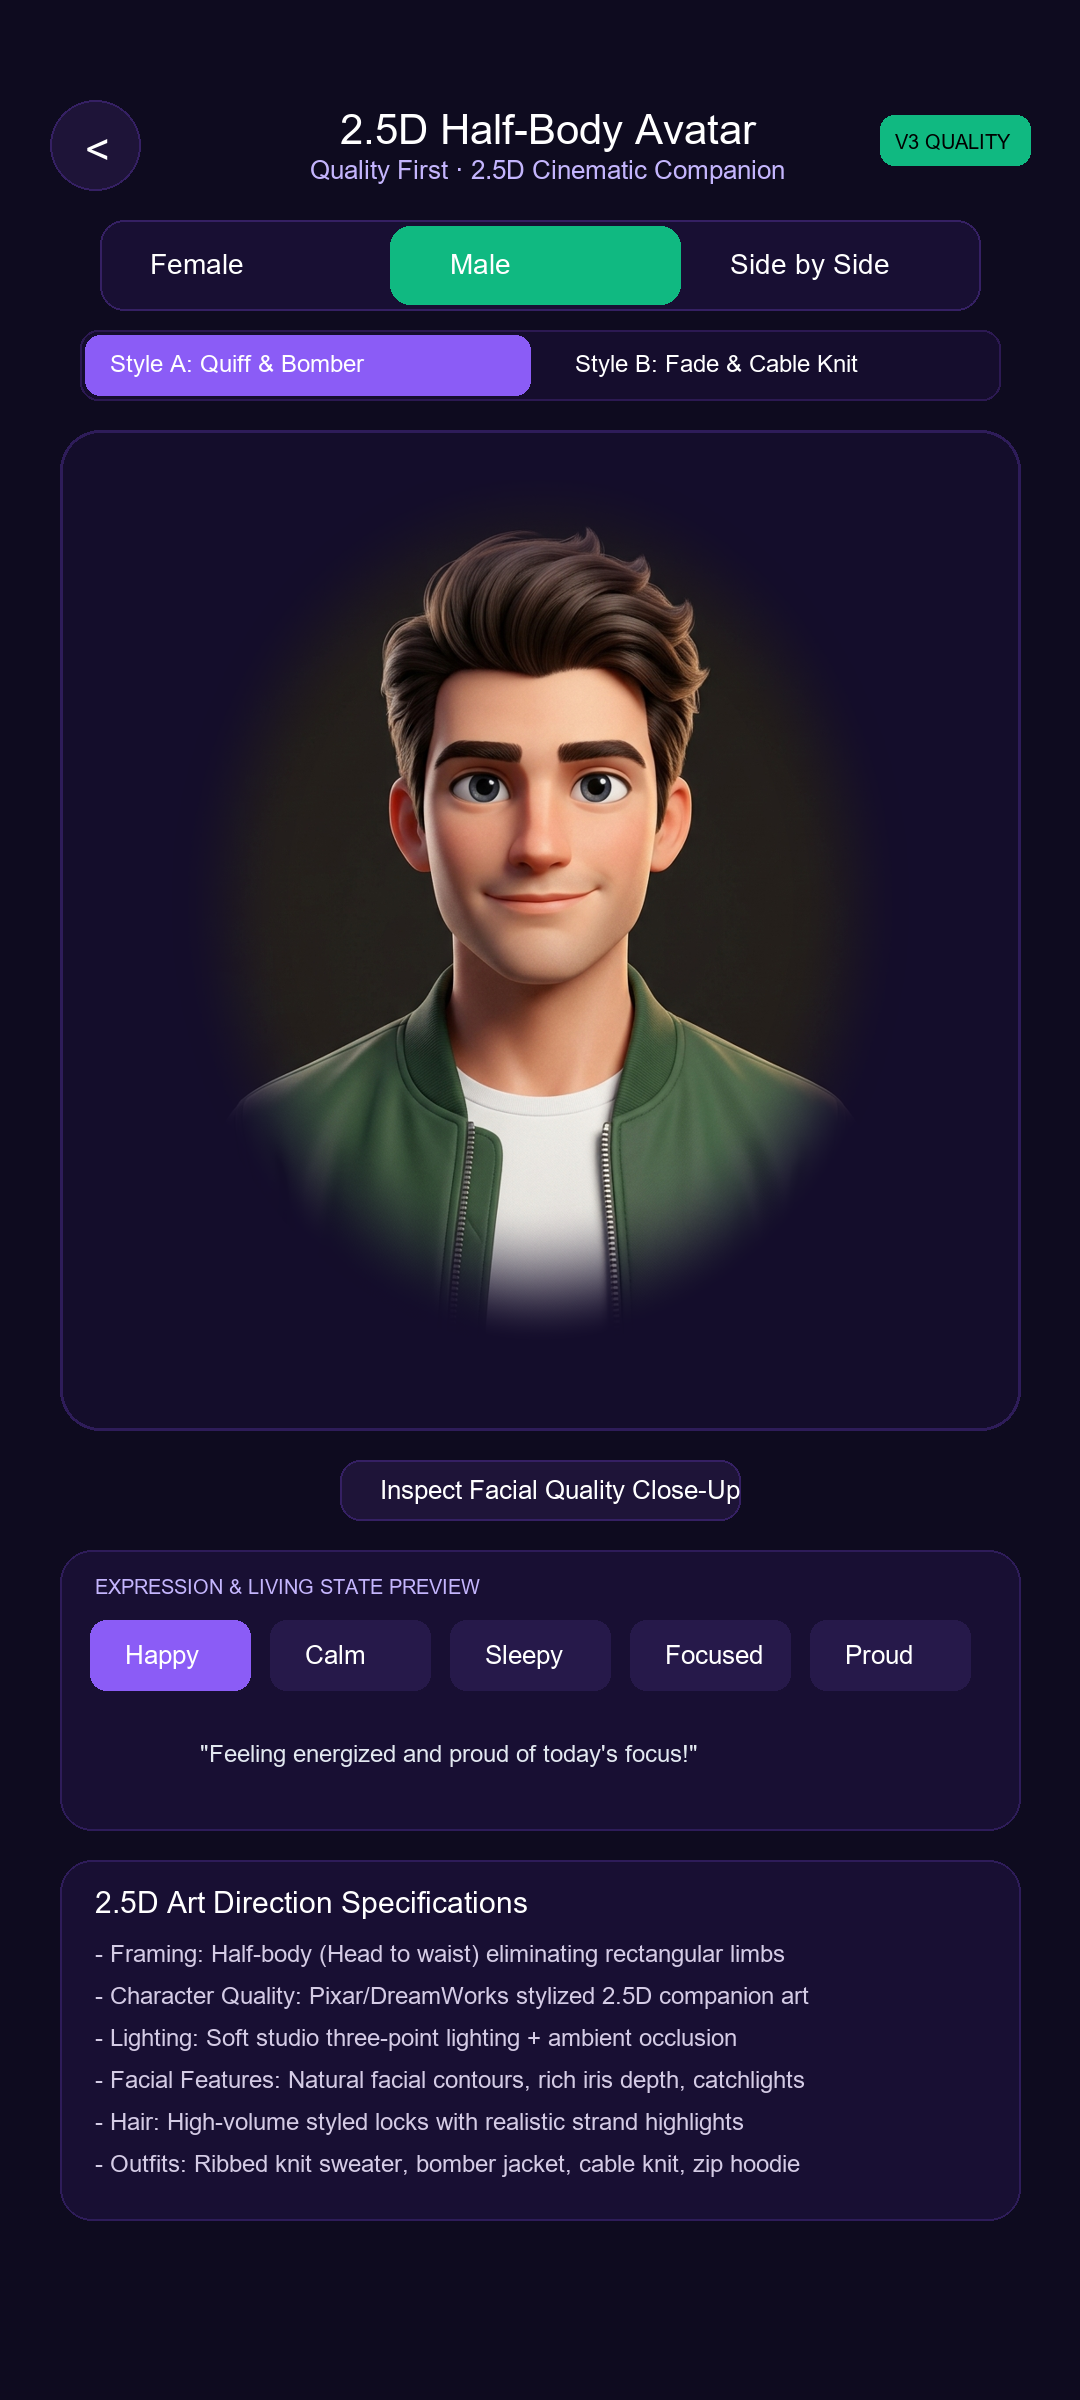 <
2.5D Half-Body Avatar
Quality First · 2.5D Cinematic Companion
V3 QUALITY
Female
Male
Side by Side
Style A: Quiff & Bomber
Style B: Fade & Cable Knit
Inspect Facial Quality Close-Up
EXPRESSION & LIVING STATE PREVIEW
Happy
Calm
Sleepy
Focused
Proud
"Feeling energized and proud of today's focus!"
2.5D Art Direction Specifications
- Framing: Half-body (Head to waist) eliminating rectangular limbs
- Character Quality: Pixar/DreamWorks stylized 2.5D companion art
- Lighting: Soft studio three-point lighting + ambient occlusion
- Facial Features: Natural facial contours, rich iris depth, catchlights
- Hair: High-volume styled locks with realistic strand highlights
- Outfits: Ribbed knit sweater, bomber jacket, cable knit, zip hoodie